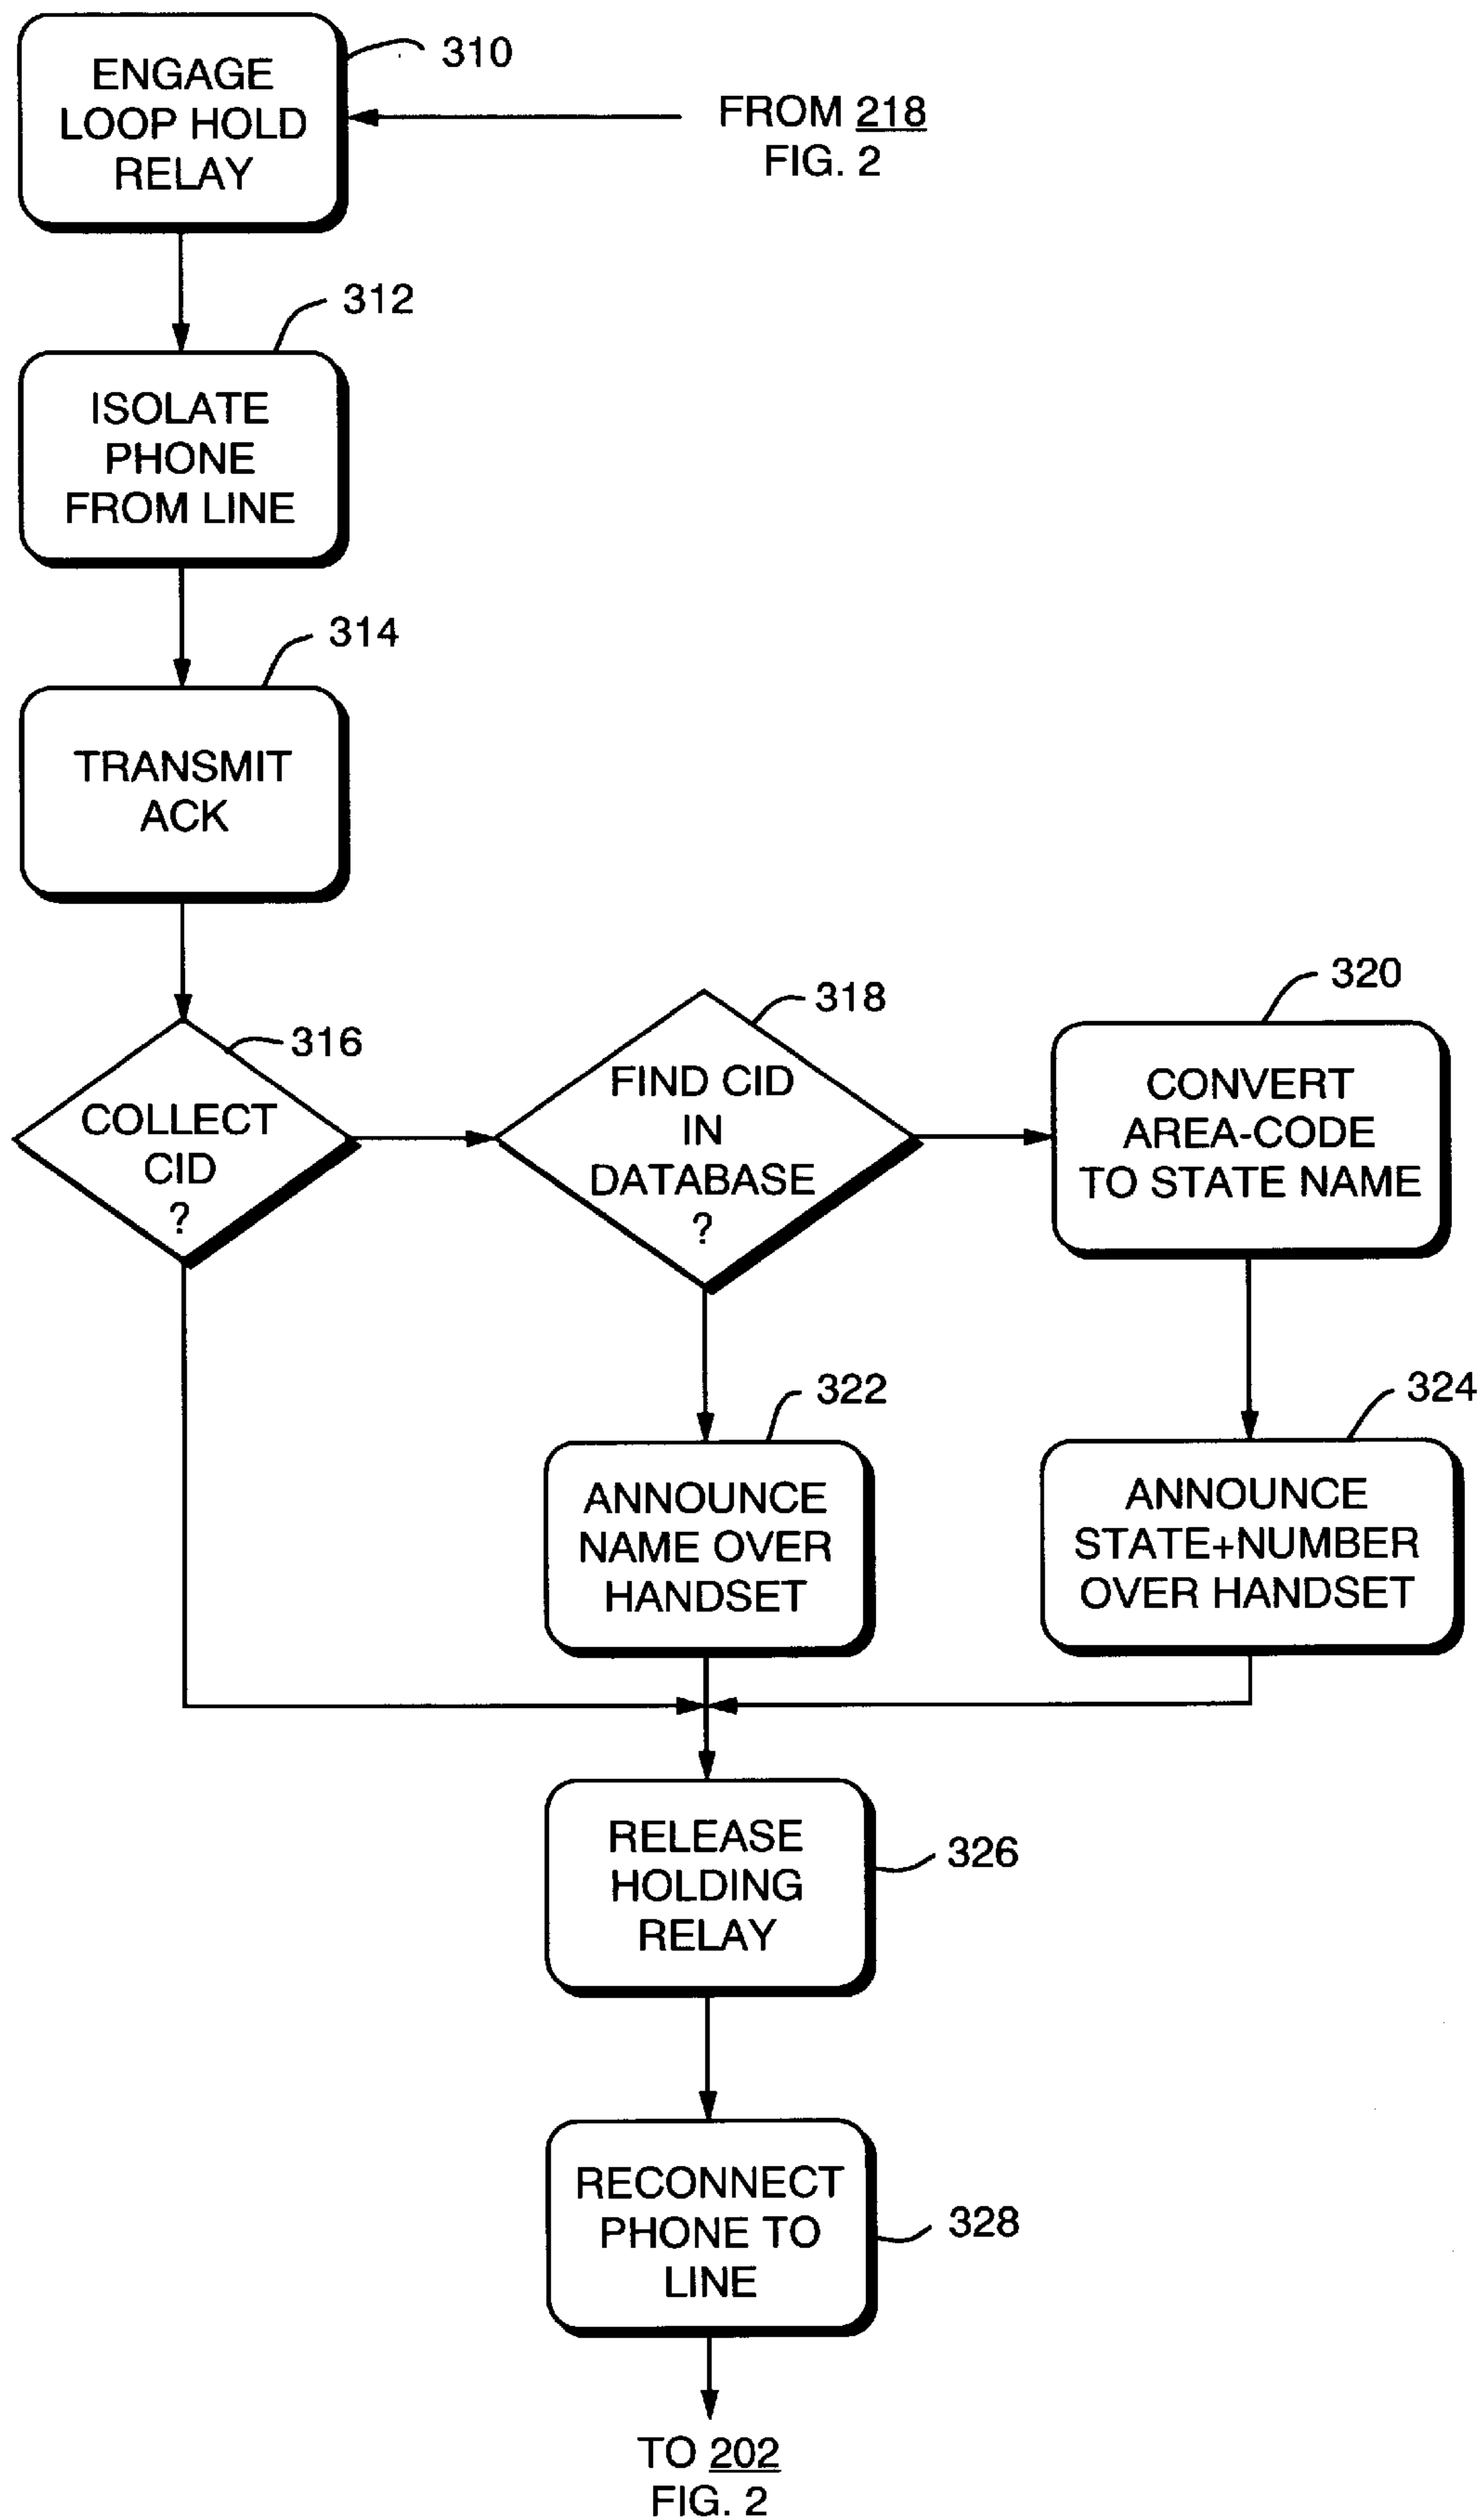 ENGAGE
LOOP HOLD
RELAY
310
FROM 218
FIG. 2
312
ISOLATE
PHONE
FROM LINE
314
TRANSMIT
ACK
316
COLLECT
CID
?
318
FIND CID
IN
DATABASE
?
320
CONVERT
AREA-CODE
TO STATE NAME
322
ANNOUNCE
NAME OVER
HANDSET
324
ANNOUNCE
STATE+NUMBER
OVER HANDSET
RELEASE
HOLDING
RELAY
326
RECONNECT
PHONE TO
LINE
328
TO 202
FIG. 2